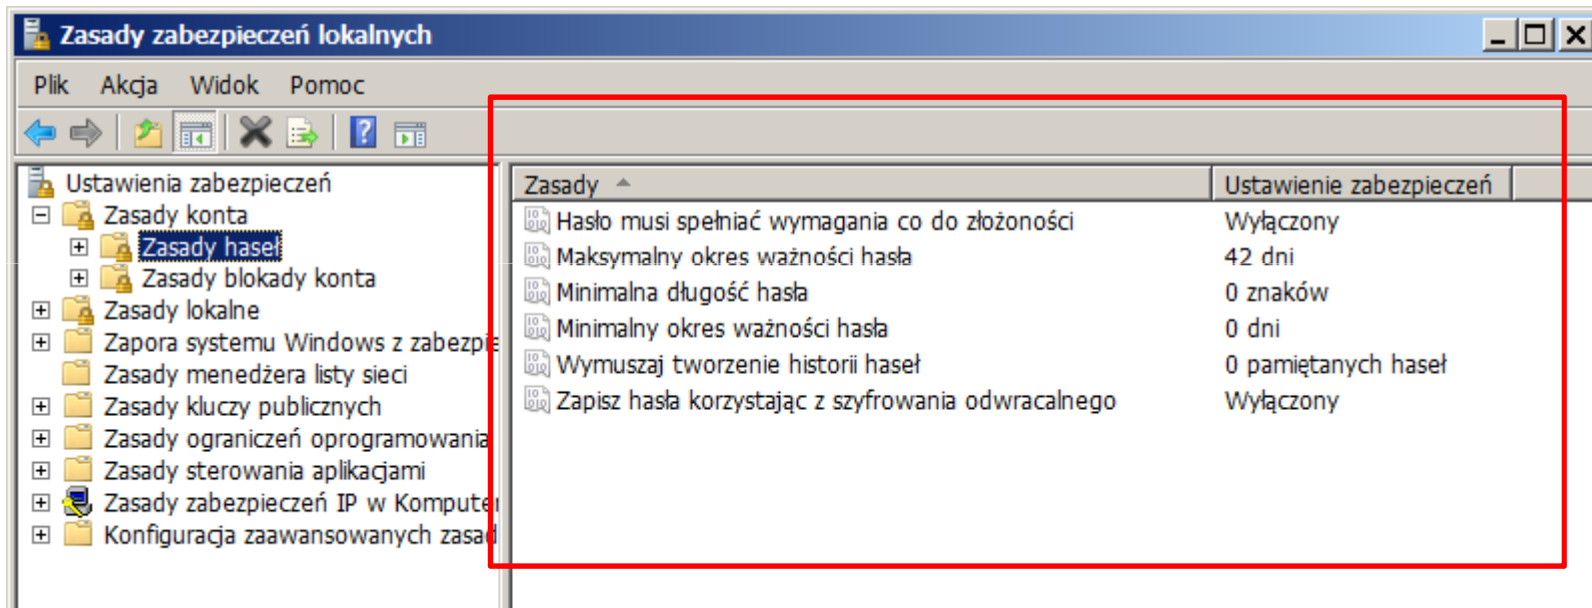 Zasady zabezpieczeń lokalnych
Plik Akcja Widok Pomoc
Ustawienia zabezpieczeń
Zasady konta
Zasady haseł
Zasady blokady konta
Zasady lokalne
Zapora systemu Windows z zabezpie
Zasady menedżera listy sieci
Zasady kluczy publicznych
Zasady ograniczeń oprogramowania
Zasady sterowania aplikacjami
Zasady zabezpieczeń IP w Komputer
Konfiguracja zaawansowanych zasad
Zasady Ustawienie zabezpieczeń
Hasło musi spełniać wymagania co do złożoności Wyłączony
Maksymalny okres ważności hasła 42 dni
Minimalna długość hasła 0 znaków
Minimalny okres ważności hasła 0 dni
Wymuszaj tworzenie historii haseł 0 pamiętanych haseł
Zapisz hasła korzystając z szyfrowania odwracalnego Wyłączony